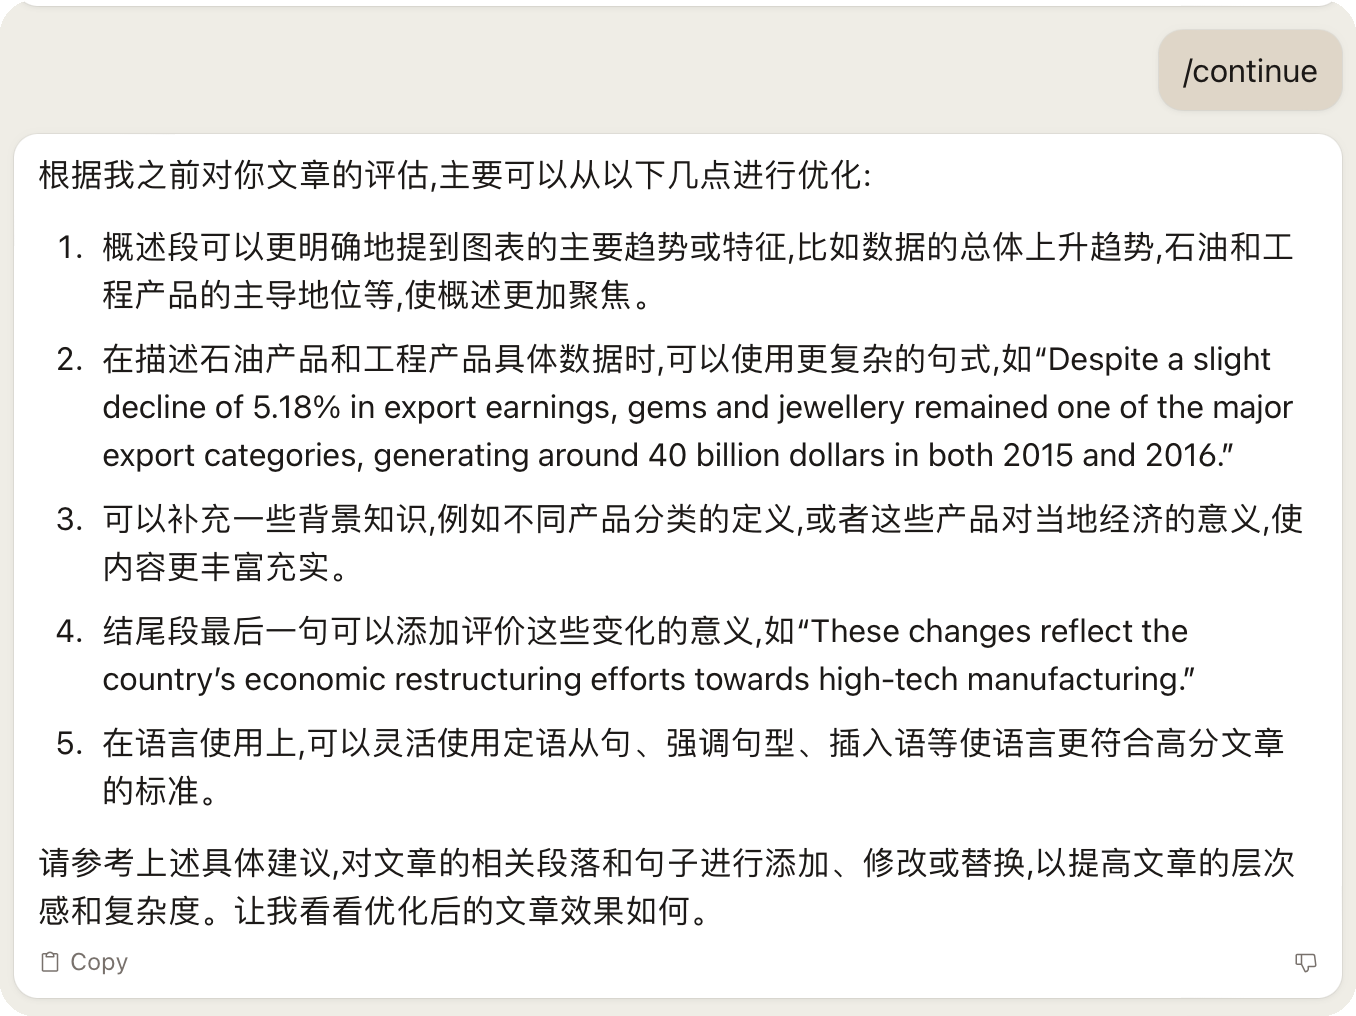 /continue
根据我之前对你文章的评估,主要可以从以下几点进行优化:
1. 概述段可以更明确地提到图表的主要趋势或特征,比如数据的总体上升趋势,石油和工
程产品的主导地位等,使概述更加聚焦。
2. 在描述石油产品和工程产品具体数据时,可以使用更复杂的句式,如“Despite a slight
decline of 5.18% in export earnings, gems and jewellery remained one of the major
export categories, generating around 40 billion dollars in both 2015 and 2016.”
3. 可以补充一些背景知识,例如不同产品分类的定义,或者这些产品对当地经济的意义,使
内容更丰富充实。
4. 结尾段最后一句可以添加评价这些变化的意义,如“These changes reflect the
country’s economic restructuring efforts towards high-tech manufacturing.”
5. 在语言使用上,可以灵活使用定语从句、强调句型、插入语等使语言更符合高分文章
的标准。
请参考上述具体建议,对文章的相关段落和句子进行添加、修改或替换,以提高文章的层次
感和复杂度。让我看看优化后的文章效果如何。
Copy